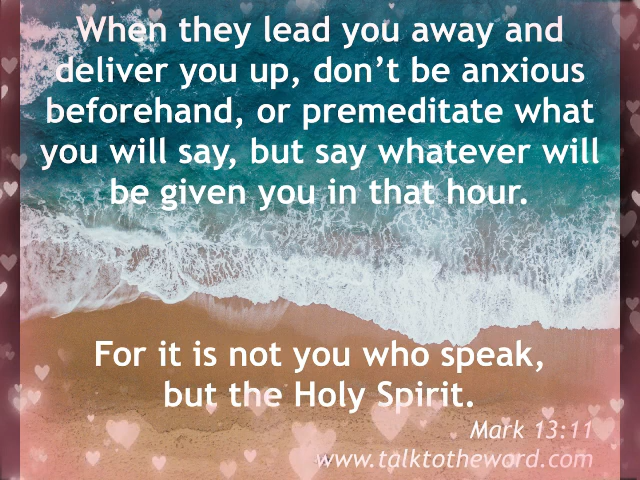 When they lead you away and
deliver you up, don’t be anxious
beforehand, or premeditate what
you will say, but say whatever will
be given you in that hour.
For it is not you who speak,
but the Holy Spirit.
Mark 13:11
www.talktotheword.com